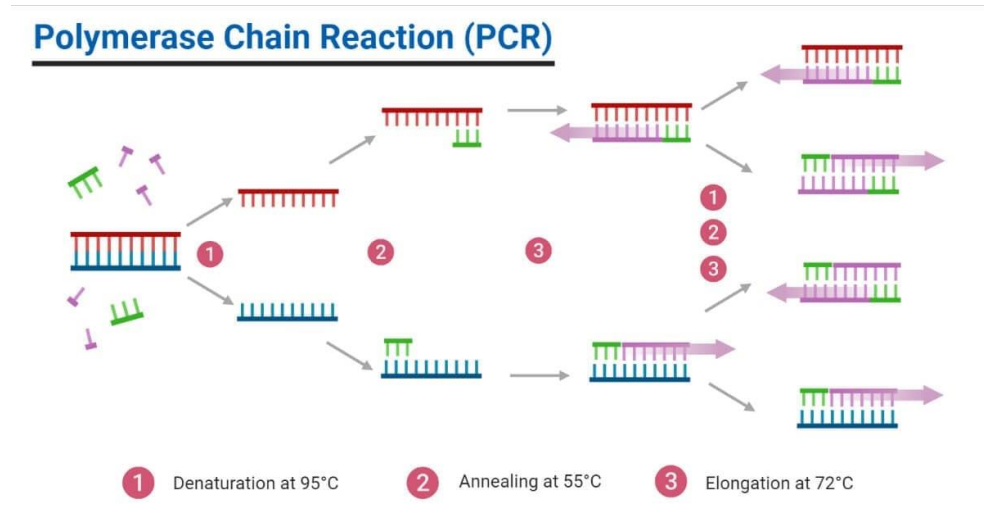 Polymerase Chain Reaction (PCR)
1
2
3
1
2
3
1 Denaturation at 95°C
2 Annealing at 55°C
3 Elongation at 72°C